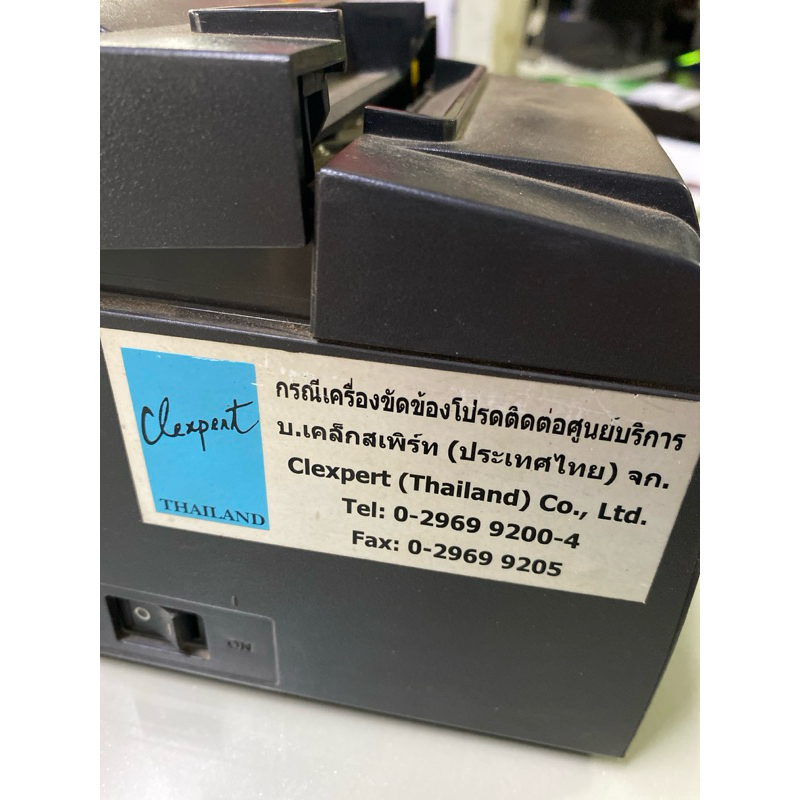 Clexpert
THAILAND
กรณีเครื่องขัดข้องโปรดติดต่อศูนย์บริการ
บ.เคล็กสเพิร์ท (ประเทศไทย) จก.
Clexpert (Thailand) Co., Ltd.
Tel: 0-2969 9200-4
Fax: 0-2969 9205
ON